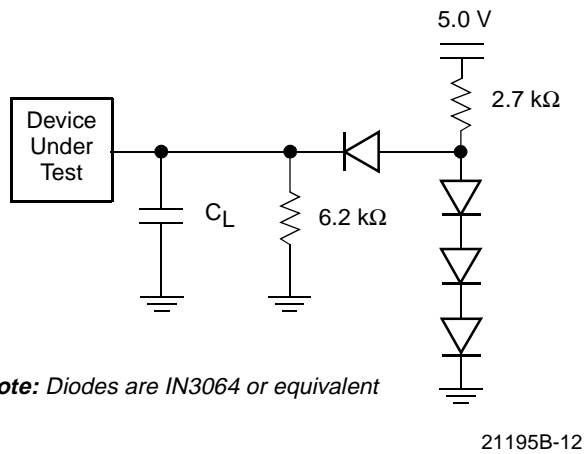 5.0 V
2.7 kΩ
Device
Under
Test
CL
6.2 kΩ
ote: Diodes are IN3064 or equivalent
21195B-12